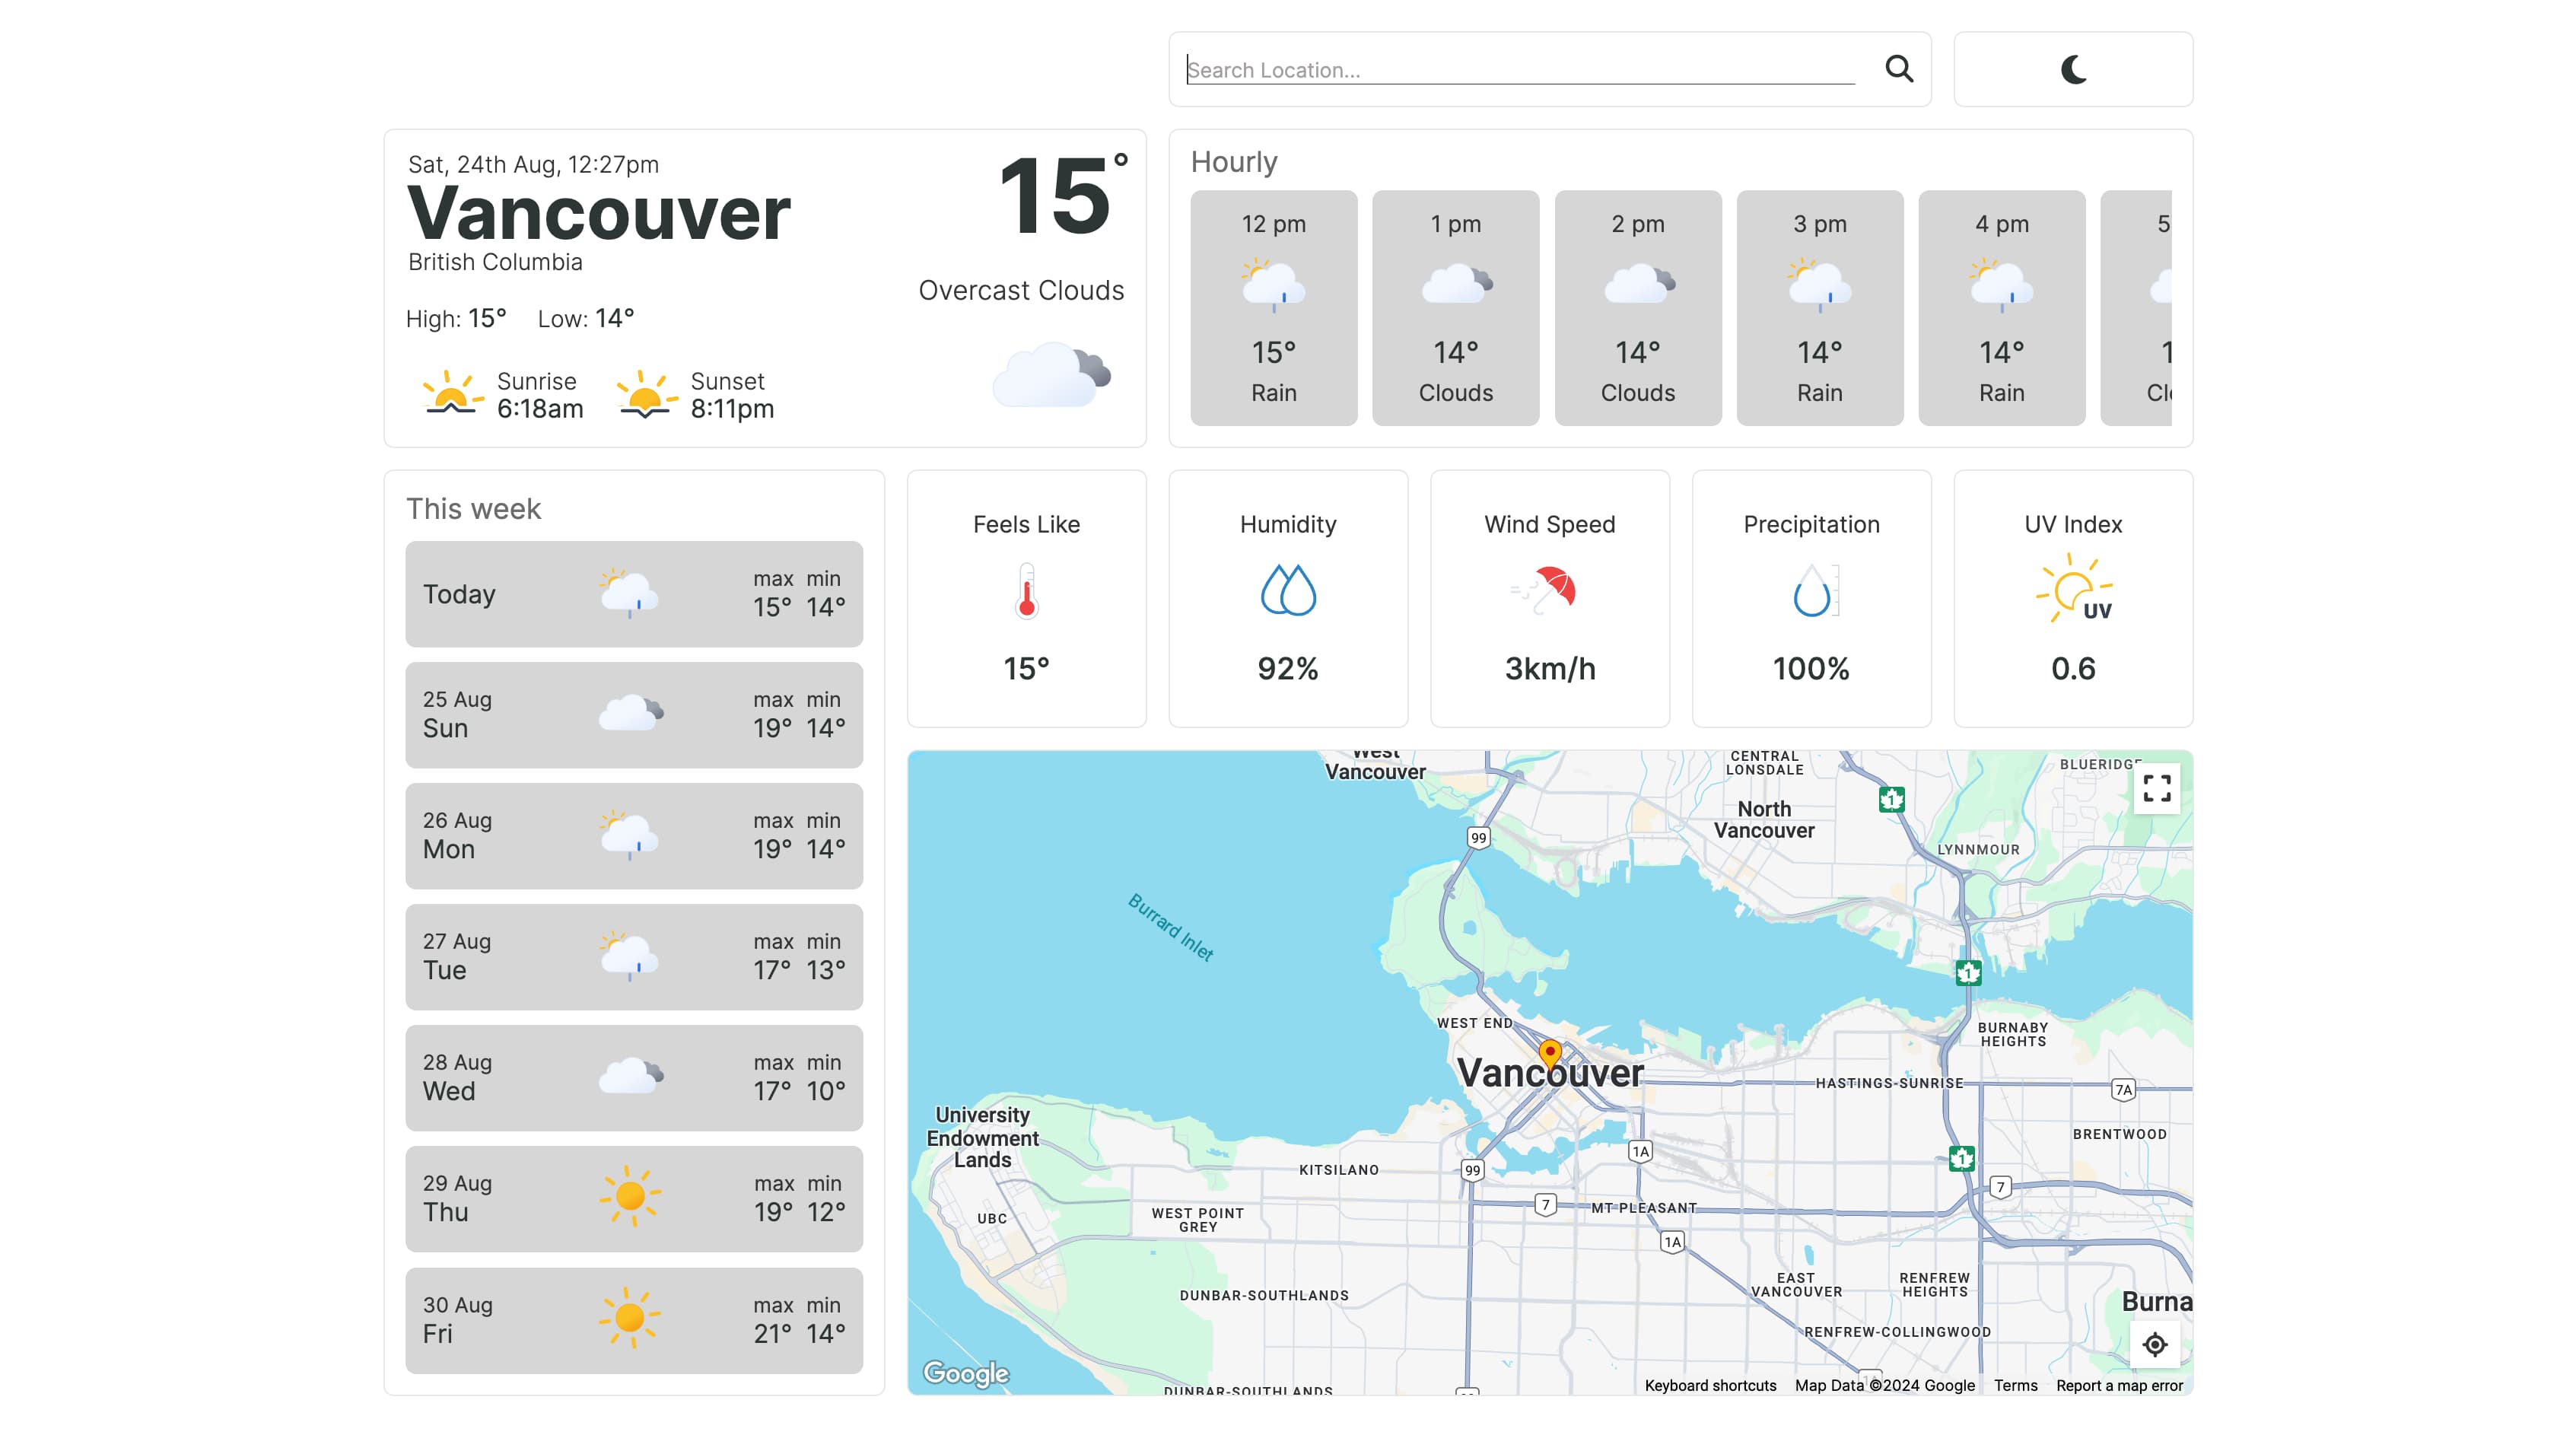 Search Location...
Sat, 24th Aug, 12:27pm
Vancouver
British Columbia
High: 15° Low: 14°
Sunrise
6:18am
Sunset
8:11pm
15°
Overcast Clouds
Hourly
12 pm
15°
Rain
1 pm
14°
Clouds
2 pm
14°
Clouds
3 pm
14°
Rain
4 pm
14°
Rain
5
1
This week
Today
max min
15° 14°
25 Aug
Sun
max min
19° 14°
26 Aug
Mon
max min
19° 14°
27 Aug
Tue
max min
17° 13°
28 Aug
Wed
max min
17° 10°
29 Aug
Thu
max min
19° 12°
30 Aug
Fri
max min
21° 14°
Feels Like
15°
Humidity
92%
Wind Speed
3km/h
Precipitation
100%
UV Index
UV
0.6
West
Vancouver
CENTRAL
LONSDALE
BLUERIDGE
1
North
Vancouver
99
LYNNMOUR
Burrard Inlet
1
WEST END
BURNABY
HEIGHTS
Vancouver
HASTINGS-SUNRISE
7A
University
Endowment
Lands
BRENTWOOD
1A
1
KITSILANO
99
7
7
MT PLEASANT
UBC
WEST POINT
GREY
1A
EAST
VANCOUVER
RENFREW
HEIGHTS
DUNBAR-SOUTHLANDS
Burna
RENFREW-COLLINGWOOD
Google
DUNBAR-SOUTHLANDS
1A
Keyboard shortcuts Map Data ©2024 Google Terms Report a map error